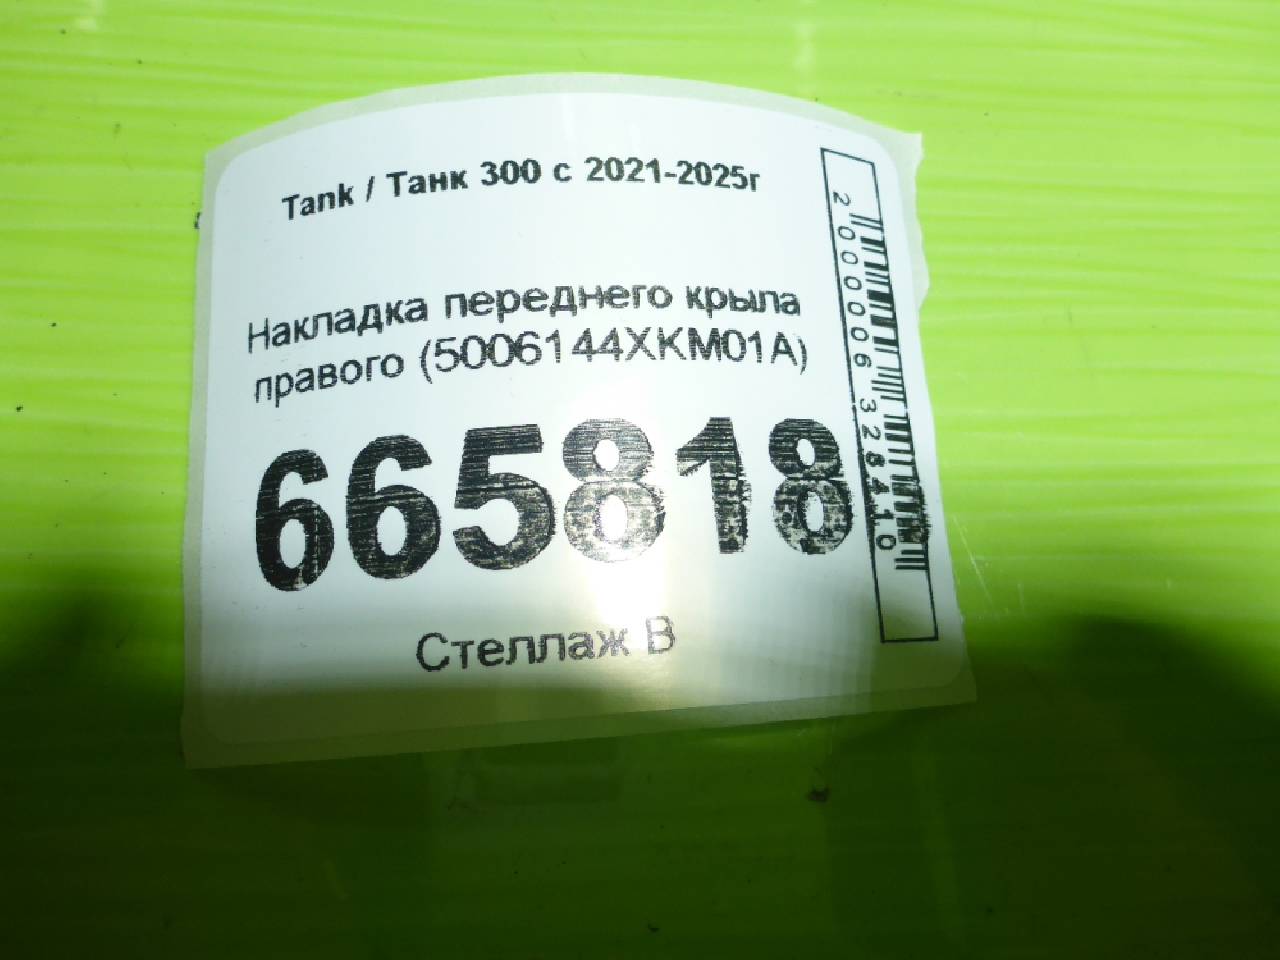 Tank / Танк 300 с 2021-2025г
Накладка переднего крыла
правого (5006144XKM01A)
665818
Стеллаж В
2000006328410